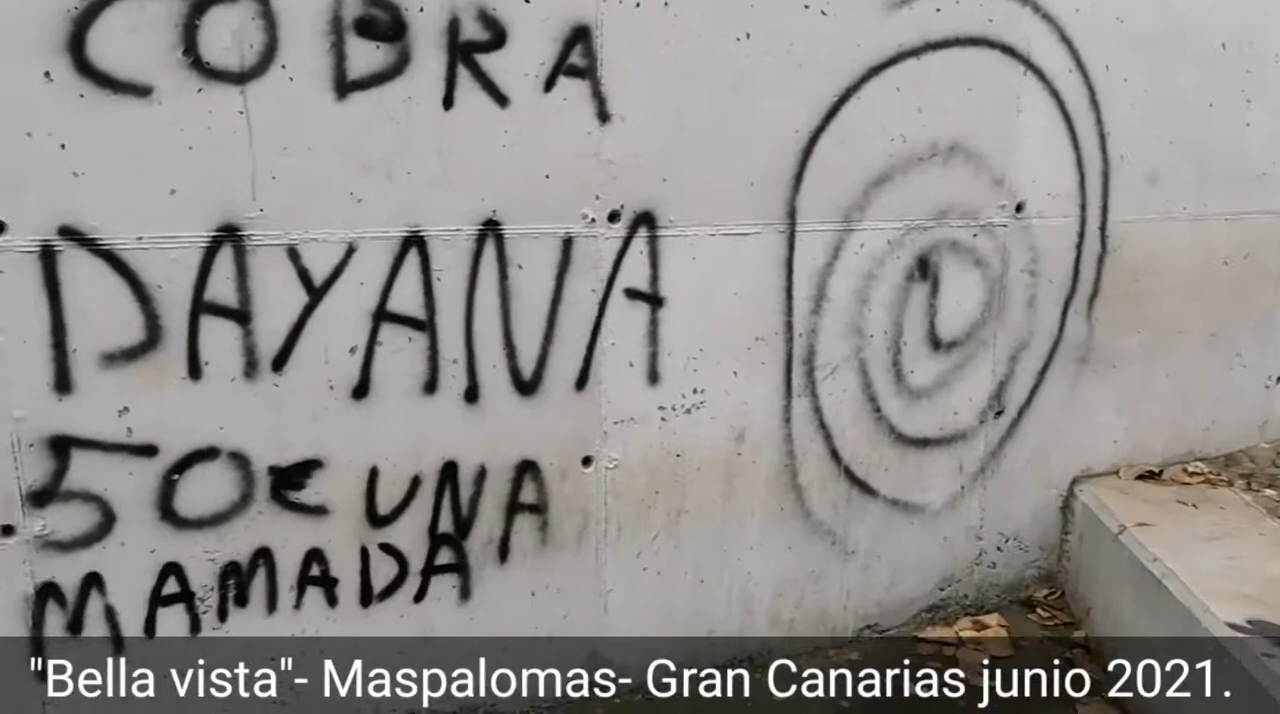 COBRA
DAYANA
50€ UNA
MAMADA
"Bella vista"- Maspalomas- Gran Canarias junio 2021.